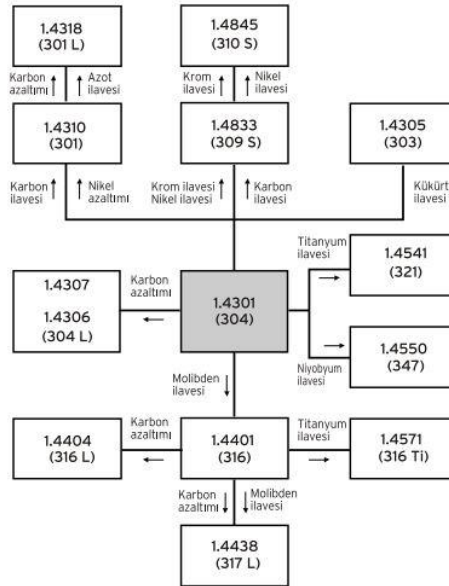 1.4318
(301 L)
1.4845
(310 S)
Karbon
azaltımı
Azot
ilavesi
Krom
ilavesi
Nikel
ilavesi
1.4310
(301)
1.4833
(309 S)
1.4305
(303)
Karbon
ilavesi
Nikel
azaltımı
Krom ilavesi
Nikel ilavesi
Karbon
ilavesi
Kükürt
ilavesi
Titanyum
ilavesi
1.4541
(321)
1.4307
1.4306
(304 L)
Karbon
azaltımı
1.4301
(304)
1.4550
(347)
Niyobyum
ilavesi
Molibden
ilavesi
1.4404
(316 L)
Karbon
azaltımı
1.4401
(316)
Titanyum
ilavesi
1.4571
(316 Ti)
Karbon
azaltımı
Molibden
ilavesi
1.4438
(317 L)